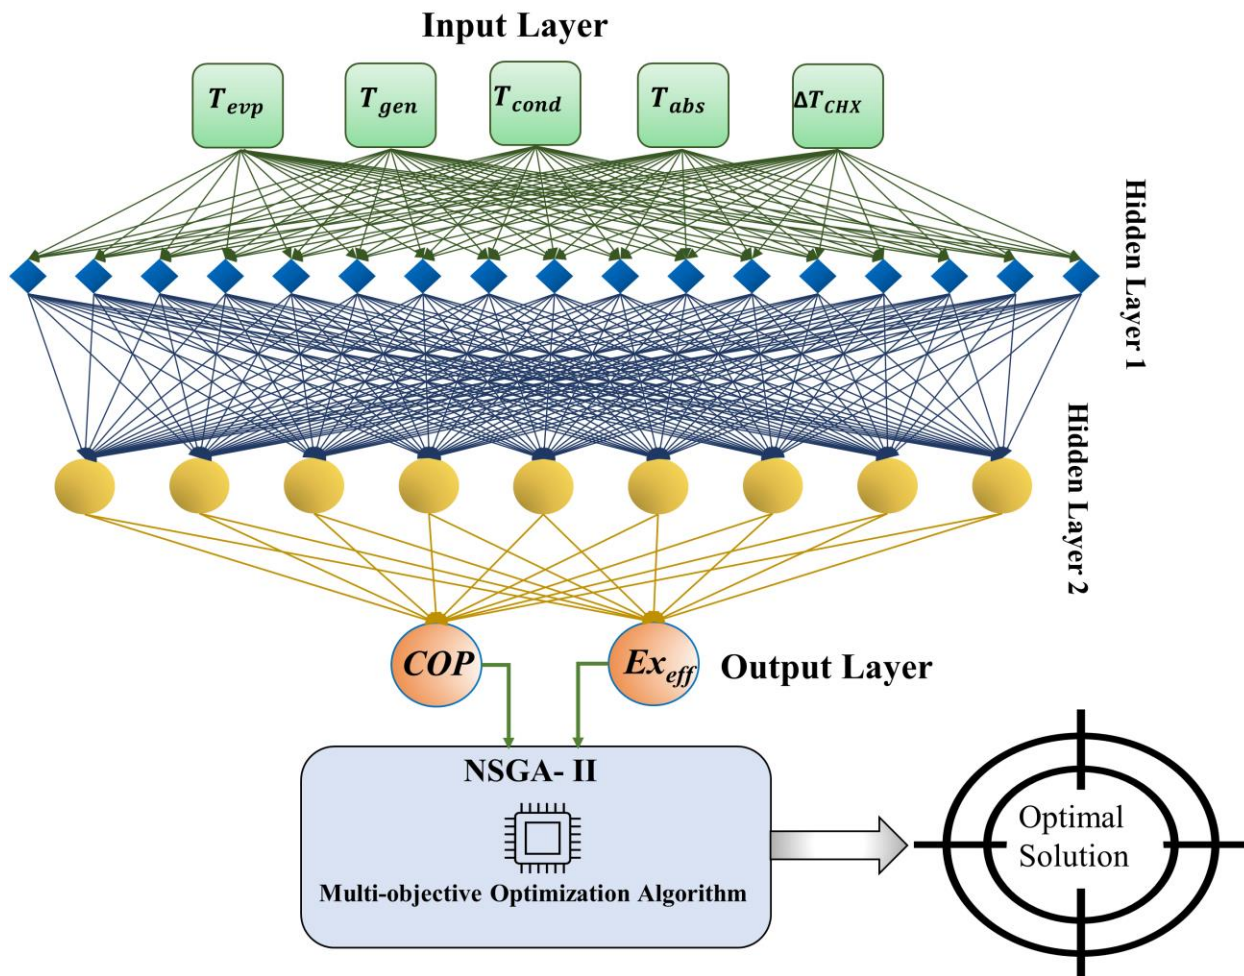 Input Layer
T_evp
T_gen
T_cond
T_abs
ΔT_CHX
Hidden Layer 1
Hidden Layer 2
COP
Ex_eff
Output Layer
NSGA- II
Multi-objective Optimization Algorithm
Optimal
Solution